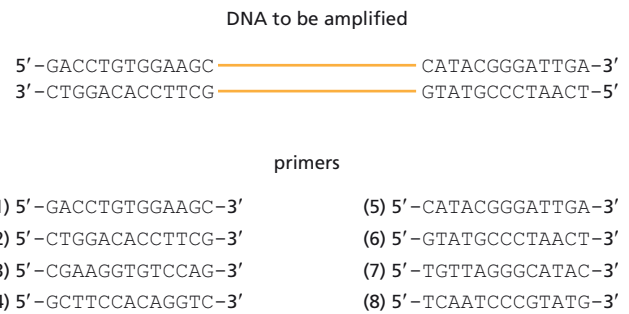 DNA to be amplified
5′–GACCTGTGGAAGC CATACGGGATTGA–3′
3′–CTGGACACCTTCG GTATGCCCTAACT–5′
primers
1) 5′–GACCTGTGGAAGC–3′ (5) 5′–CATACGGGATTGA–3′
2) 5′–CTGGACACCTTCG–3′ (6) 5′–GTATGCCCTAACT–3′
3) 5′–CGAAGGTGTCCAG–3′ (7) 5′–TGTTAGGGCATAC–3′
4) 5′–GCTTCCACAGGTC–3′ (8) 5′–TCAATCCCGTATG–3′